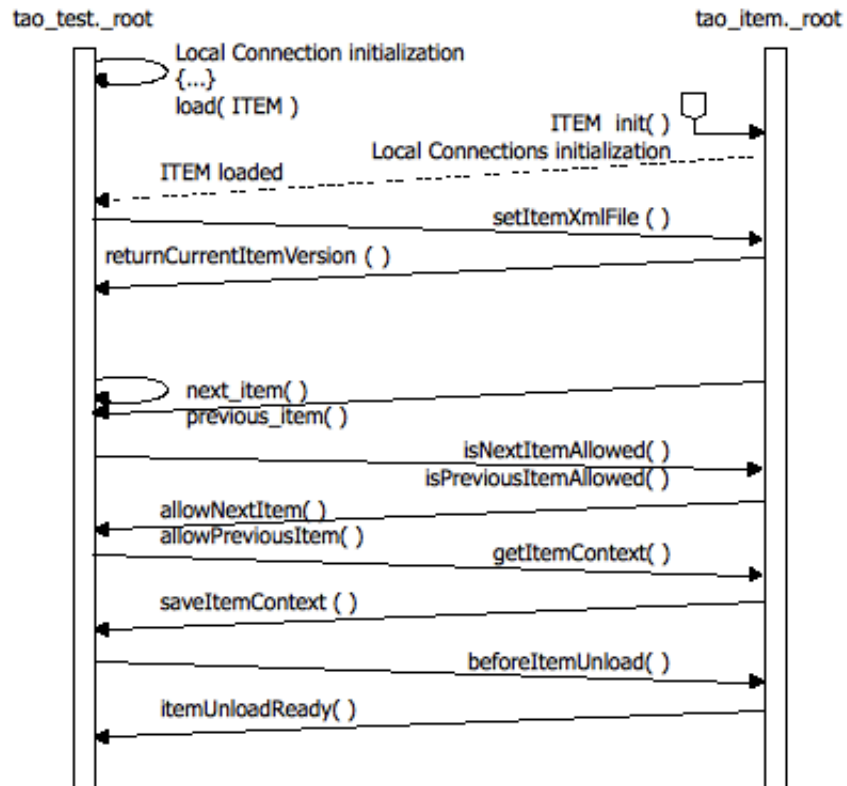 tao_test._root
tao_item._root
Local Connection initialization
{...}
load( ITEM )
ITEM  init( )
Local Connections initialization
ITEM loaded
setItemXmlFile ( )
returnCurrentItemVersion ( )
next_item( )
previous_item( )
isNextItemAllowed( )
isPreviousItemAllowed( )
allowNextItem( )
allowPreviousItem( )
getItemContext( )
saveItemContext ( )
beforeItemUnload( )
itemUnloadReady( )